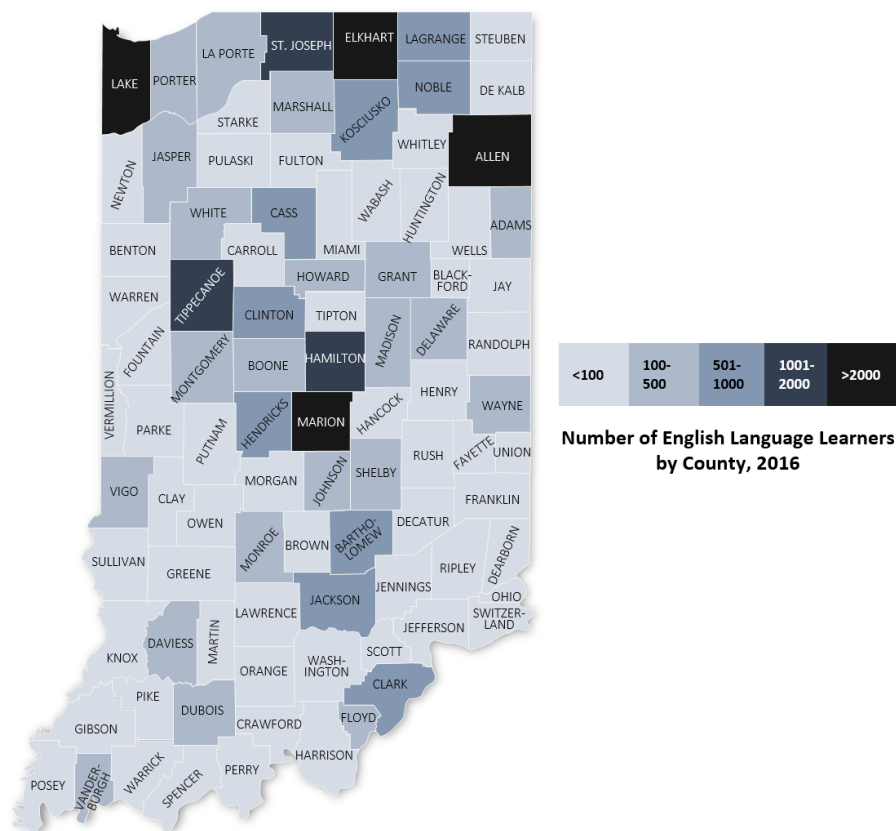 LAKE
PORTER
LA PORTE
ST. JOSEPH
ELKHART
LAGRANGE
STEUBEN
NOBLE
DE KALB
STARKE
MARSHALL
KOSCIUSKO
WHITLEY
ALLEN
NEWTON
JASPER
PULASKI
FULTON
WABASH
HUNTINGTON
WHITE
CASS
MIAMI
WELLS
ADAMS
BENTON
CARROLL
HOWARD
GRANT
BLACK-
FORD
JAY
WARREN
TIPPECANOE
CLINTON
TIPTON
MADISON
DELAWARE
RANDOLPH
FOUNTAIN
MONTGOMERY
BOONE
HAMILTON
<100
100-
500
501-
1000
1001-
2000
>2000
Number of English Language Learners
by County, 2016
VERMILLION
PARKE
PUTNAM
HENDRICKS
MARION
HANCOCK
HENRY
WAYNE
VIGO
CLAY
OWEN
MORGAN
JOHNSON
SHELBY
RUSH
FAYETTE
UNION
FRANKLIN
SULLIVAN
GREENE
MONROE
BROWN
BARTHO-
LOMEW
DECATUR
JENNINGS
RIPLEY
DEARBORN
OHIO
SWITZER-
LAND
KNOX
DAVIESS
MARTIN
LAWRENCE
JACKSON
JEFFERSON
SCOTT
ORANGE
WASH-
INGTON
CLARK
GIBSON
PIKE
DUBOIS
CRAWFORD
FLOYD
HARRISON
POSEY
VANDER-
BURGH
WARRICK
SPENCER
PERRY